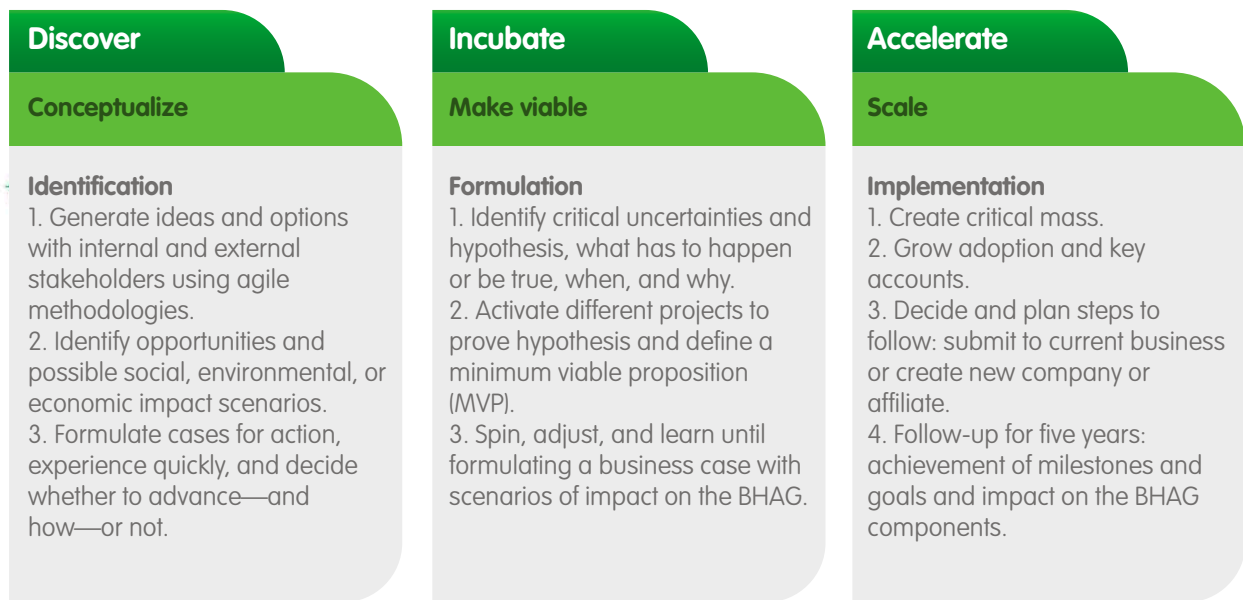 Discover
Conceptualize
Identification
1. Generate ideas and options
with internal and external
stakeholders using agile
methodologies.
2. Identify opportunities and
possible social, environmental, or
economic impact scenarios.
3. Formulate cases for action,
experience quickly, and decide
whether to advance—and
how—or not.
Incubate
Make viable
Formulation
1. Identify critical uncertainties and
hypothesis, what has to happen
or be true, when, and why.
2. Activate different projects to
prove hypothesis and define a
minimum viable proposition
(MVP).
3. Spin, adjust, and learn until
formulating a business case with
scenarios of impact on the BHAG.
Accelerate
Scale
Implementation
1. Create critical mass.
2. Grow adoption and key
accounts.
3. Decide and plan steps to
follow: submit to current business
or create new company or
affiliate.
4. Follow-up for five years:
achievement of milestones and
goals and impact on the BHAG
components.